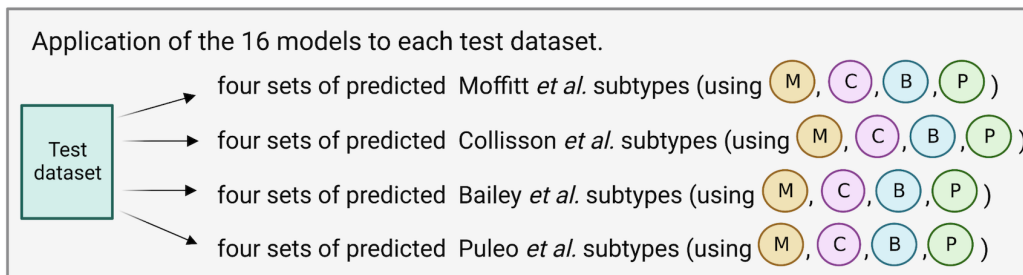 Application of the 16 models to each test dataset.
four sets of predicted Moffitt et al. subtypes (using M, C, B, P)
four sets of predicted Collisson et al. subtypes (using M, C, B, P)
Test
dataset
four sets of predicted Bailey et al. subtypes (using M, C, B, P)
four sets of predicted Puleo et al. subtypes (using M, C, B, P)